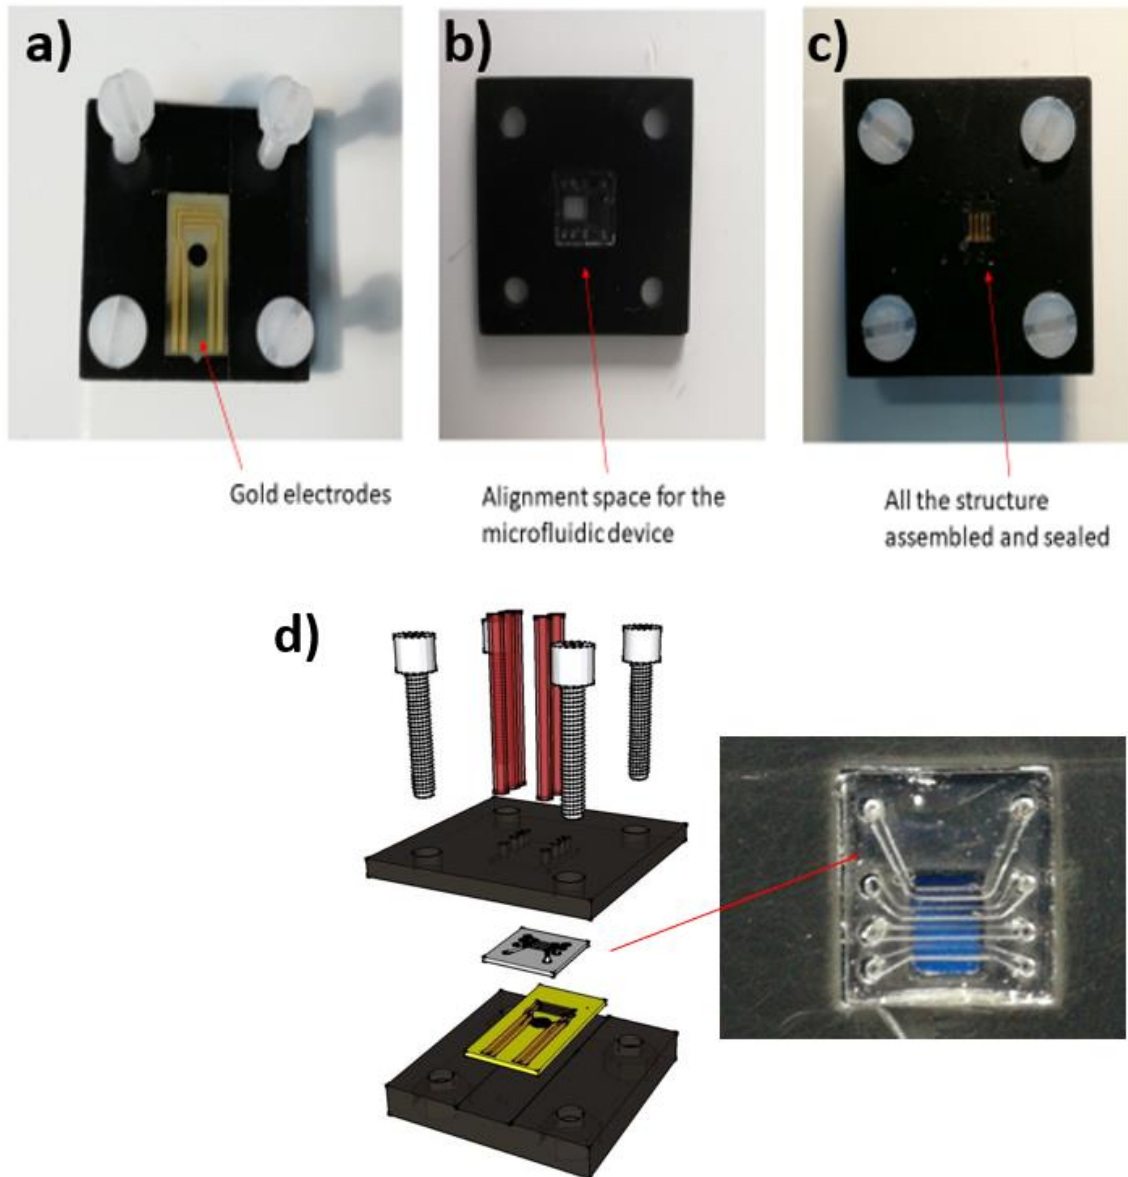 a)
b)
c)
Gold electrodes
Alignment space for the
microfluidic device
All the structure
assembled and sealed
d)